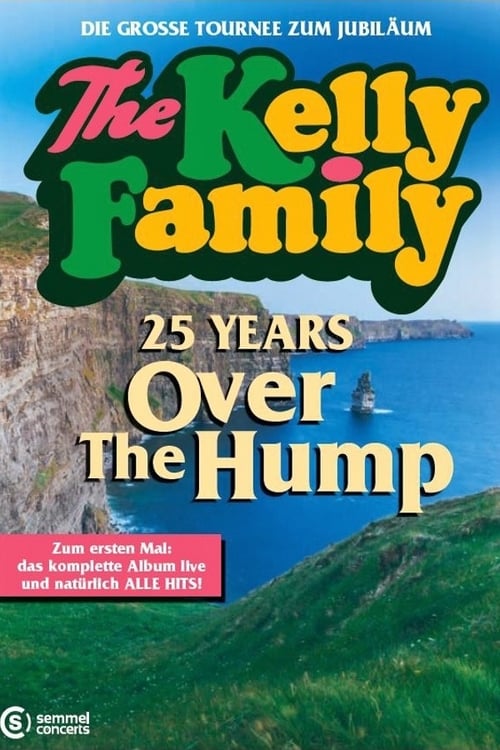 DIE GROSSE TOURNEE ZUM JUBILÄUM
The Kelly
Family
25 YEARS
Over
The Hump
Zum ersten Mal:
das komplette Album live
und natürlich ALLE HITS!
S semmel
concerts